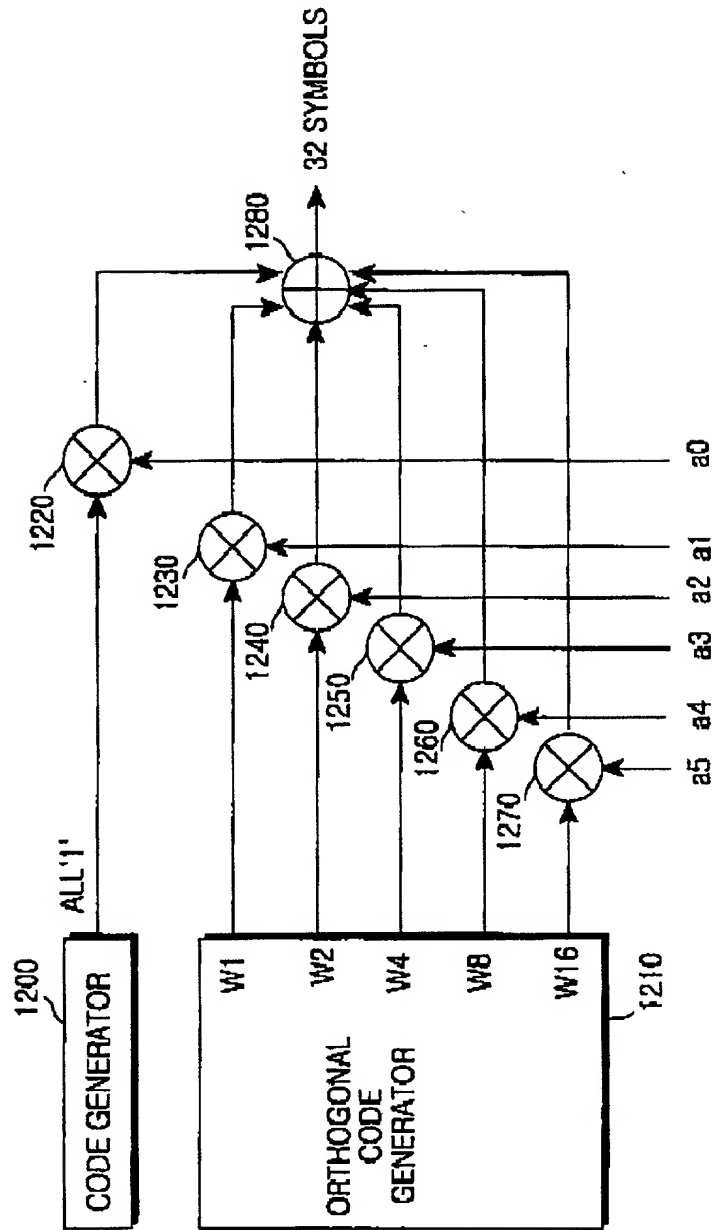 1200
CODE GENERATOR
ALL'1'
1220
1280
32 SYMBOLS
ORTHOGONAL
CODE
GENERATOR
1210
W1
W2
W4
W8
W16
1230
1240
1250
1260
1270
a5
a4
a3
a2
a1
a0